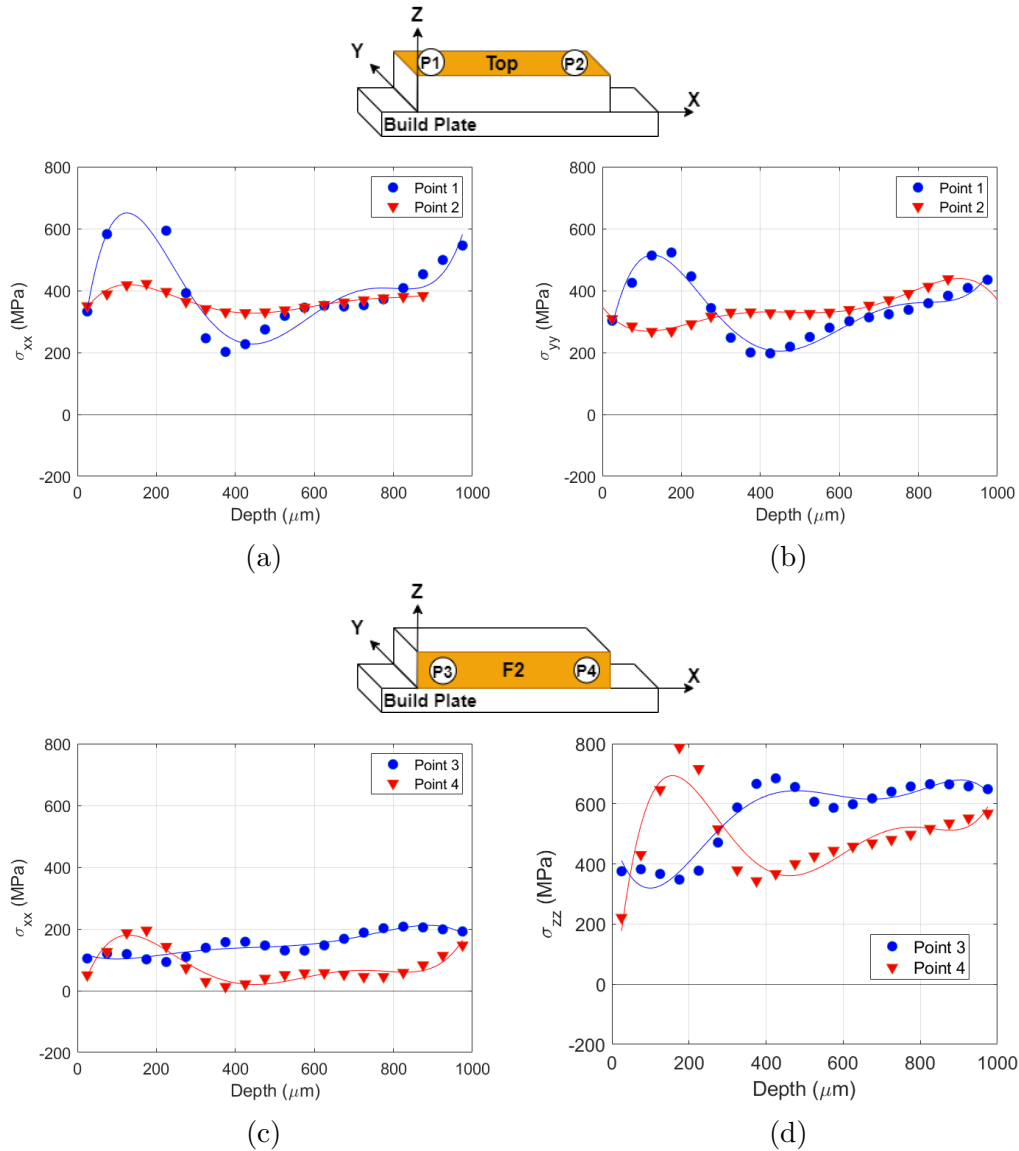 Z
Y
P1 Top P2
X
Build Plate
800
600
400
200
0
-200
σxx (MPa)
0 200 400 600 800 1000
Depth (μm)
Point 1
Point 2
(a)
800
600
400
200
0
-200
σyy (MPa)
0 200 400 600 800 1000
Depth (μm)
Point 1
Point 2
(b)
Z
Y
P3 F2 P4
X
Build Plate
800
600
400
200
0
-200
σxx (MPa)
0 200 400 600 800 1000
Depth (μm)
Point 3
Point 4
(c)
800
600
400
200
0
-200
σzz (MPa)
0 200 400 600 800 1000
Depth (μm)
Point 3
Point 4
(d)